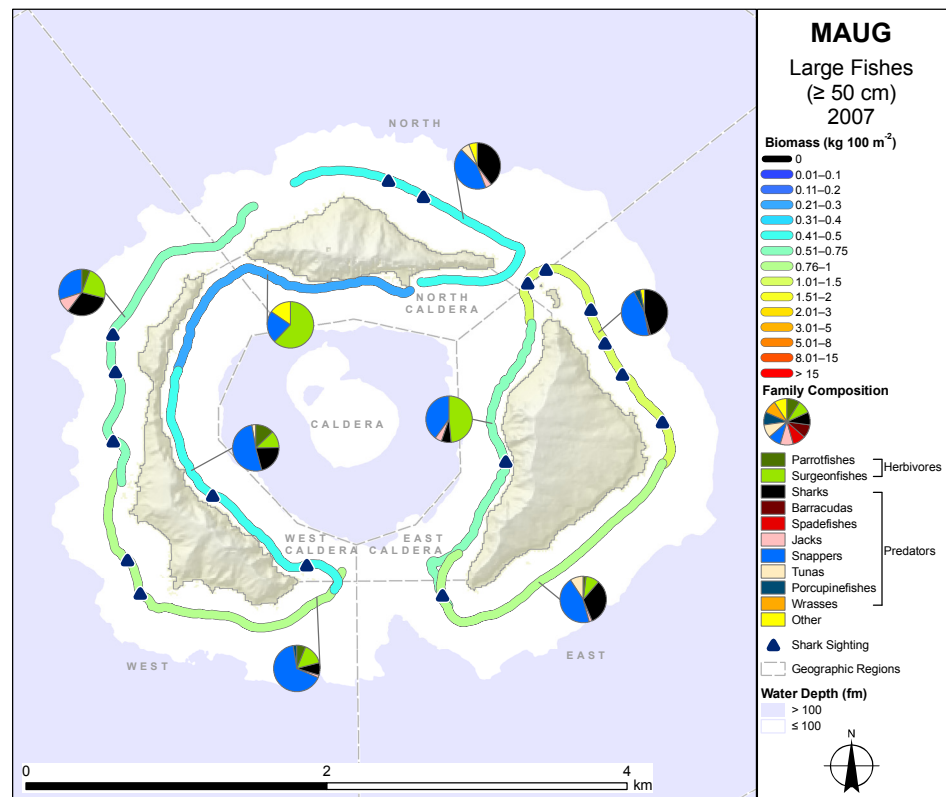 MAUG
Large Fishes
(≥ 50 cm)
2007
Biomass (kg 100 m⁻²)
0
0.01–0.1
0.11–0.2
0.21–0.3
0.31–0.4
0.41–0.5
0.51–0.75
0.76–1
1.01–1.5
1.51–2
2.01–3
3.01–5
5.01–8
8.01–15
> 15
Family Composition
Parrotfishes
Surgeonfishes
Herbivores
Sharks
Barracudas
Spadefishes
Jacks
Snappers
Tunas
Porcupinefishes
Wrasses
Predators
Other
Shark Sighting
Geographic Regions
Water Depth (fm)
> 100
≤ 100
N
NORTH
NORTH
CALDERA
CALDERA
WEST
CALDERA
EAST
CALDERA
WEST
EAST
0 2 4
km